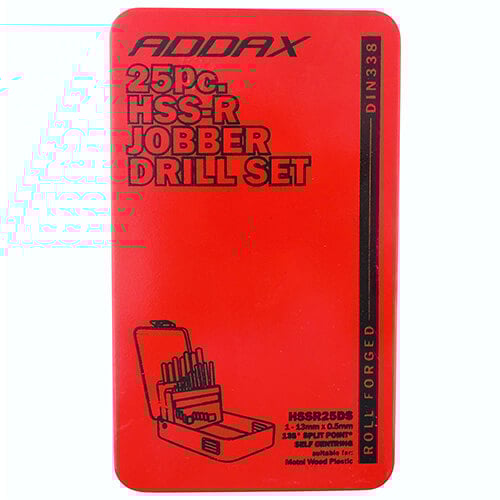 ADDAX
25Pc.
HSS-R
JOBBER
DRILL SET
DIN338
ROLL FORGED
HSSR25DS
1 - 13mm x 0.5mm
135° SPLIT POINT*
SELF CENTRING
suitable for:
Metal Wood Plastic